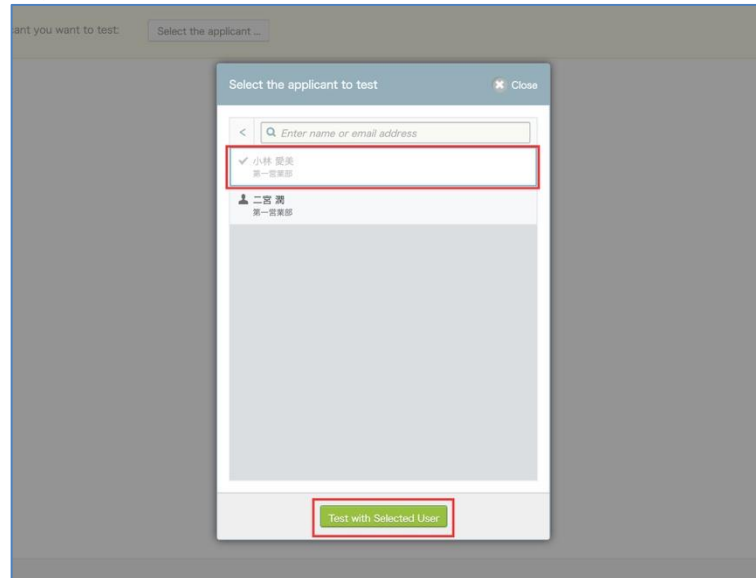 ant you want to test:
Select the applicant ...
Select the applicant to test
Close
<
Enter name or email address
小林 愛美
第一営業部
二宮 潤
第一営業部
Test with Selected User